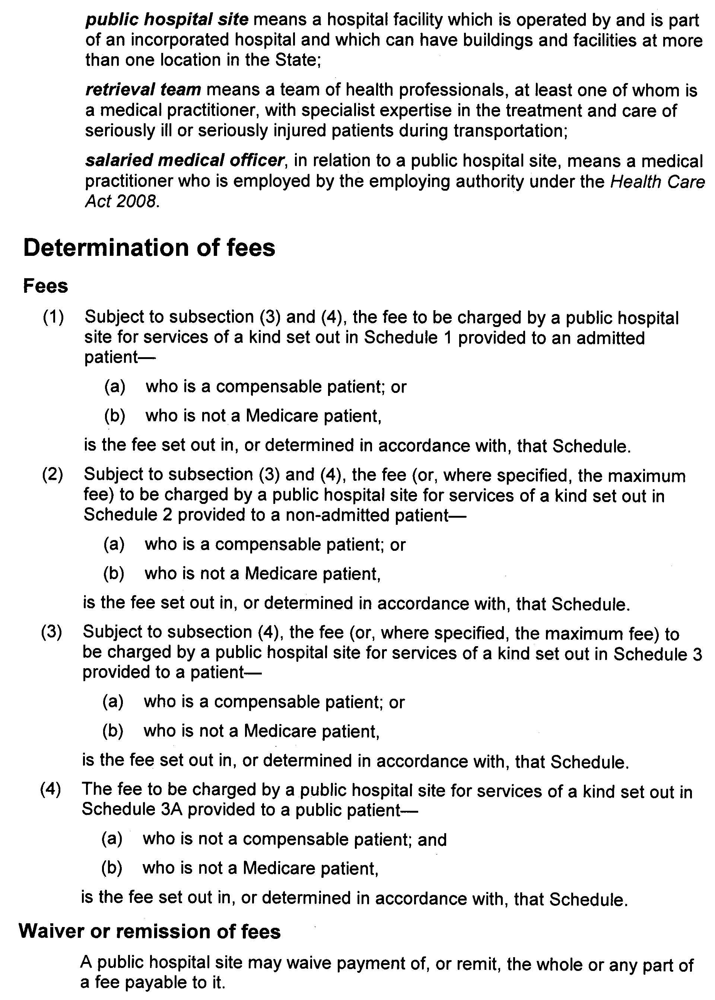 public hospital site means a hospital facility which is operated by and is part
of an incorporated hospital and which can have buildings and facilities at more
than one location in the State;
retrieval team means a team of health professionals, at least one of whom is
a medical practitioner, with specialist expertise in the treatment and care of
seriously ill or seriously injured patients during transportation;
salaried medical officer, in relation to a public hospital site, means a medical
practitioner who is employed by the employing authority under the Health Care
Act 2008.
Determination of fees
Fees
(1) Subject to subsection (3) and (4), the fee to be charged by a public hospital
site for services of a kind set out in Schedule 1 provided to an admitted
patient—
(a) who is a compensable patient; or
(b) who is not a Medicare patient,
is the fee set out in, or determined in accordance with, that Schedule.
(2) Subject to subsection (3) and (4), the fee (or, where specified, the maximum
fee) to be charged by a public hospital site for services of a kind set out in
Schedule 2 provided to a non-admitted patient—
(a) who is a compensable patient; or
(b) who is not a Medicare patient,
is the fee set out in, or determined in accordance with, that Schedule.
(3) Subject to subsection (4), the fee (or, where specified, the maximum fee) to
be charged by a public hospital site for services of a kind set out in Schedule 3
provided to a patient—
(a) who is a compensable patient; or
(b) who is not a Medicare patient,
is the fee set out in, or determined in accordance with, that Schedule.
(4) The fee to be charged by a public hospital site for services of a kind set out in
Schedule 3A provided to a public patient—
(a) who is not a compensable patient; and
(b) who is not a Medicare patient,
is the fee set out in, or determined in accordance with, that Schedule.
Waiver or remission of fees
A public hospital site may waive payment of, or remit, the whole or any part of
a fee payable to it.